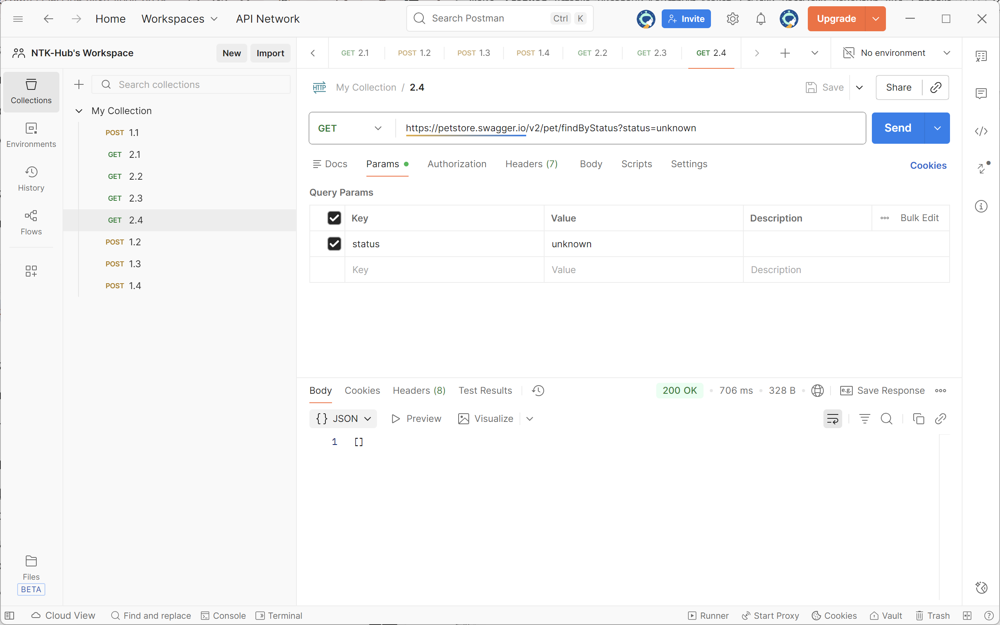 Home
Workspaces
API Network
Search Postman
Ctrl K
Invite
Upgrade
NTK-Hub's Workspace
New
Import
GET 2.1
POST 1.2
POST 1.3
POST 1.4
GET 2.2
GET 2.3
GET 2.4
No environment
Collections
Environments
History
Flows
Files
BETA
Search collections
My Collection
POST 1.1
GET 2.1
GET 2.2
GET 2.3
GET 2.4
POST 1.2
POST 1.3
POST 1.4
HTTP My Collection / 2.4
Save
Share
GET
https://petstore.swagger.io/v2/pet/findByStatus?status=unknown
Send
Docs
Params
Authorization
Headers (7)
Body
Scripts
Settings
Cookies
Query Params
Key Value Description Bulk Edit
status unknown
Key Value Description
Body
Cookies
Headers (8)
Test Results
200 OK
706 ms
328 B
e.g. Save Response
{} JSON
Preview
Visualize
1 []
Cloud View
Find and replace
Console
Terminal
Runner
Start Proxy
Cookies
Vault
Trash